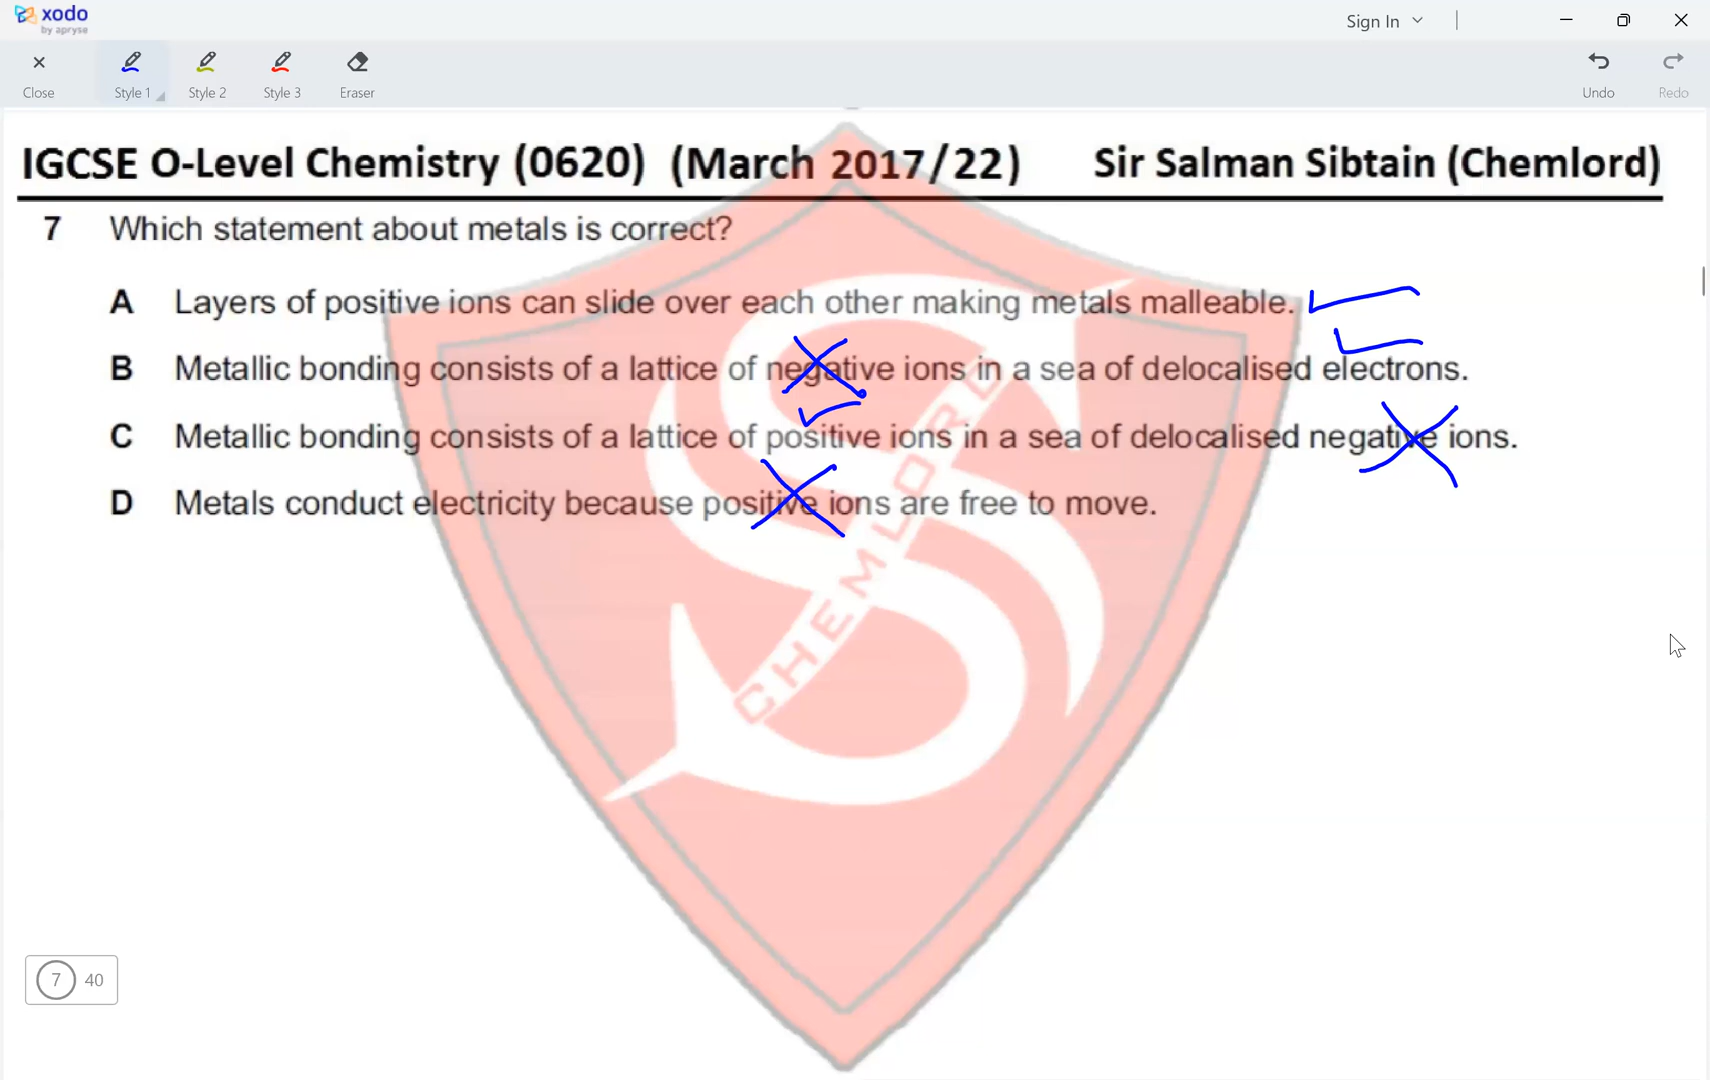 xodo
by apryse
Sign In
Close
Style 1
Style 2
Style 3
Eraser
Undo
Redo
IGCSE O-Level Chemistry (0620) (March 2017/22) Sir Salman Sibtain (Chemlord)
7 Which statement about metals is correct?
A Layers of positive ions can slide over each other making metals malleable.
B Metallic bonding consists of a lattice of negative ions in a sea of delocalised electrons.
C Metallic bonding consists of a lattice of positive ions in a sea of delocalised negative ions.
D Metals conduct electricity because positive ions are free to move.
CHEMLORD
7 40